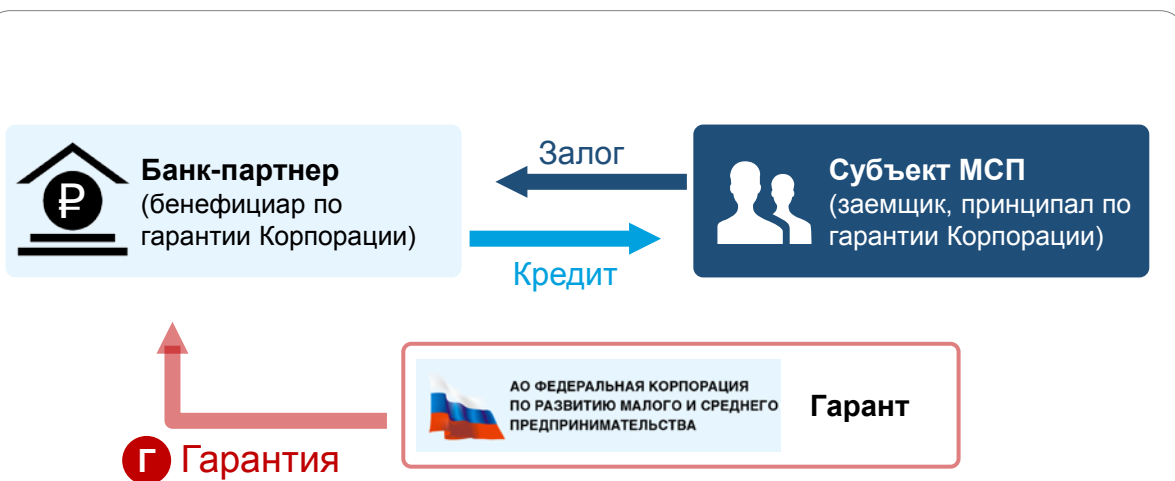 Банк-партнер
(бенефициар по
гарантии Корпорации)
Залог
Кредит
Субъект МСП
(заемщик, принципал по
гарантии Корпорации)
АО ФЕДЕРАЛЬНАЯ КОРПОРАЦИЯ
ПО РАЗВИТИЮ МАЛОГО И СРЕДНЕГО
ПРЕДПРИНИМАТЕЛЬСТВА
Гарант
Г Гарантия